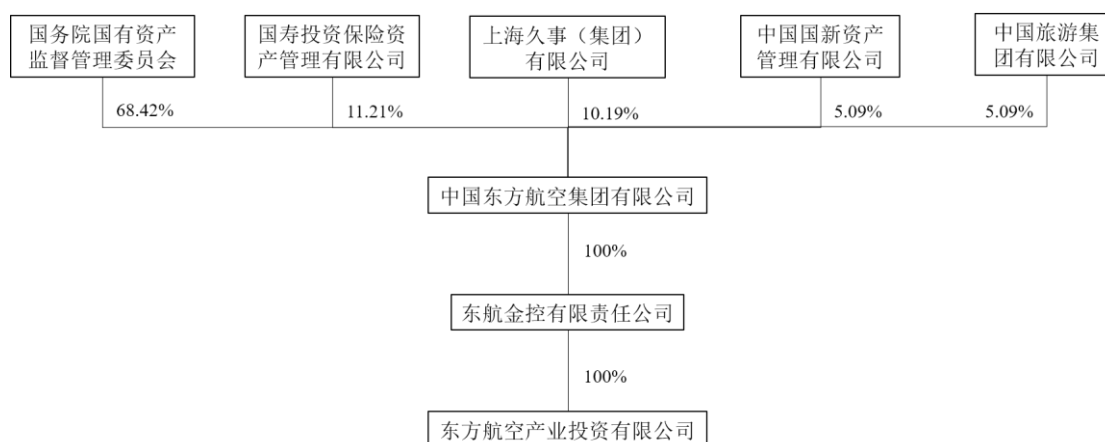 国务院国有资产
监督管理委员会
国寿投资保险资
产管理有限公司
上海久事（集团）
有限公司
中国国新资产
管理有限公司
中国旅游集
团有限公司
68.42%
11.21%
10.19%
5.09%
5.09%
中国东方航空集团有限公司
100%
东航金控有限责任公司
100%
东方航空产业投资有限公司